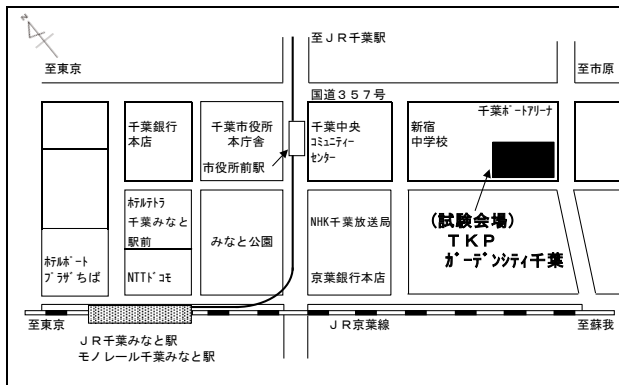 N
至JR千葉駅
至東京
至市原
国道357号
千葉ポートアリーナ
千葉銀行
本店
千葉市役所
本庁舎
市役所前駅
千葉中央
コミュニティー
センター
新宿
中学校
(試験会場)
TKP
ガーデンシティ千葉
ホテルテトラ
千葉みなと
駅前
みなと公園
NHK千葉放送局
ホテルポート
プラザちば
NTTドコモ
京葉銀行本店
至東京
JR京葉線
至蘇我
JR千葉みなと駅
モノレール千葉みなと駅